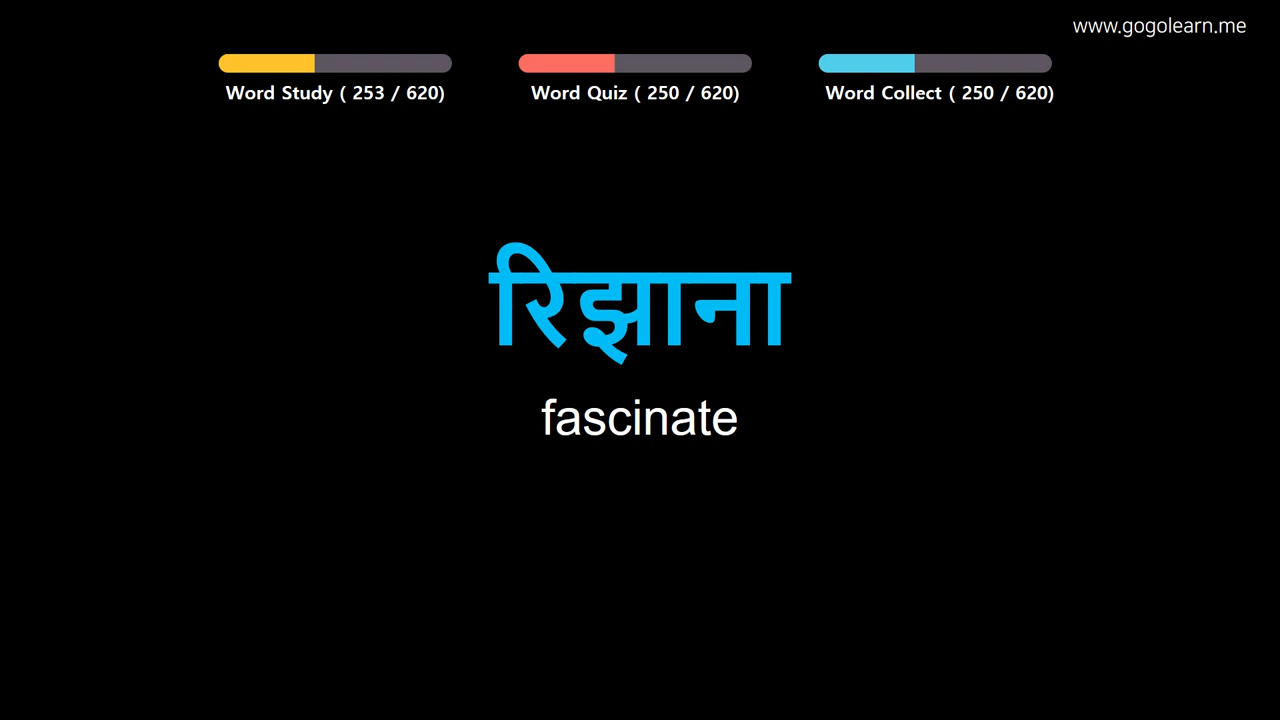 www.gogolearn.me
Word Study ( 253 / 620)
Word Quiz ( 250 / 620)
Word Collect ( 250 / 620)
रिझाना
fascinate